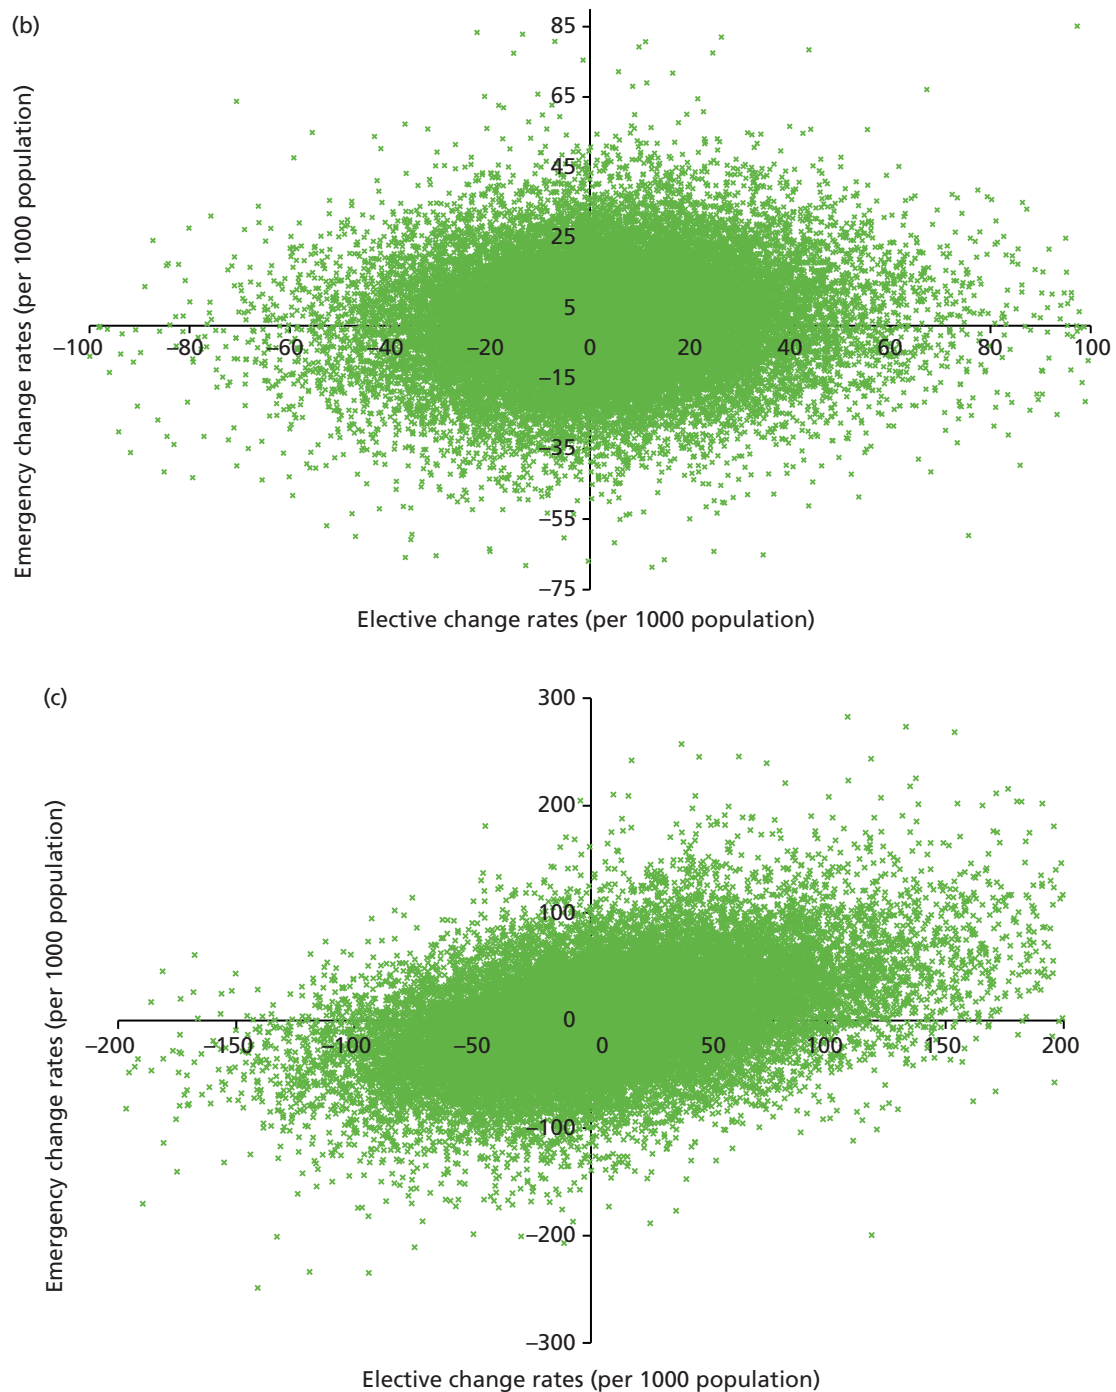 (b)
85
65
45
25
5
−100 −80 −60 −40 −20 0 20 40 60 80 100
−15
−35
−55
−75
Emergency change rates (per 1000 population)
Elective change rates (per 1000 population)
(c)
300
200
100
0
−200 −150 −100 −50 0 50 100 150 200
−100
−200
−300
Emergency change rates (per 1000 population)
Elective change rates (per 1000 population)